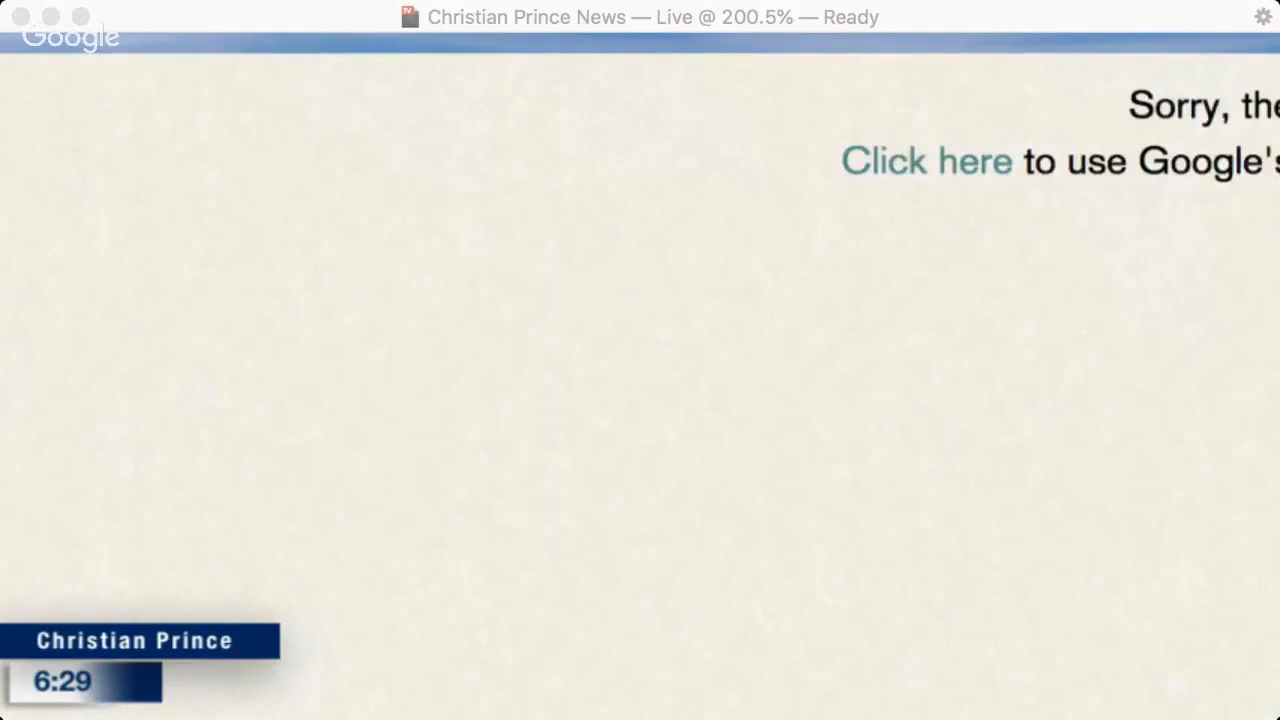 Christian Prince News — Live @ 200.5% — Ready
Google
Sorry, the
Click here to use Google's
Christian Prince
6:29